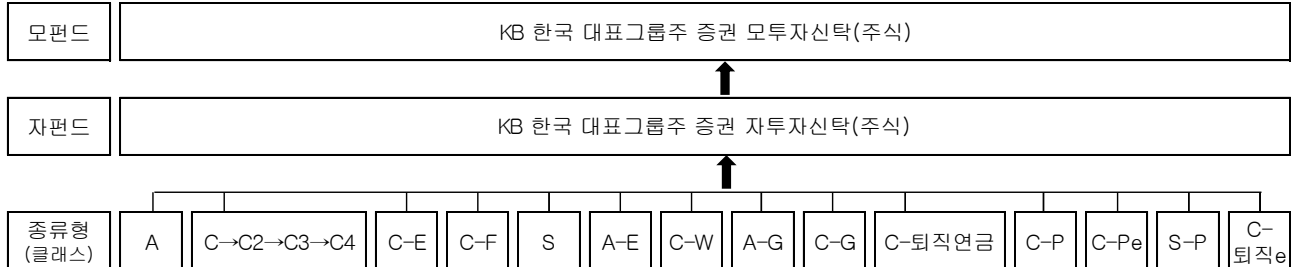 모펀드
KB 한국 대표그룹주 증권 모투자신탁(주식)
자펀드
KB 한국 대표그룹주 증권 자투자신탁(주식)
종류형
(클래스)
A
C→C2→C3→C4
C-E
C-F
S
A-E
C-W
A-G
C-G
C-퇴직연금
C-P
C-Pe
S-P
C-
퇴직e